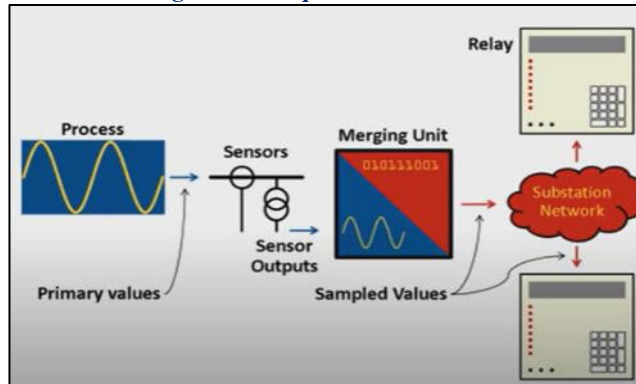 Relay
Process
Sensors
Merging Unit
010111001
Substation
Network
Sensor
Outputs
Primary values
Sampled Values